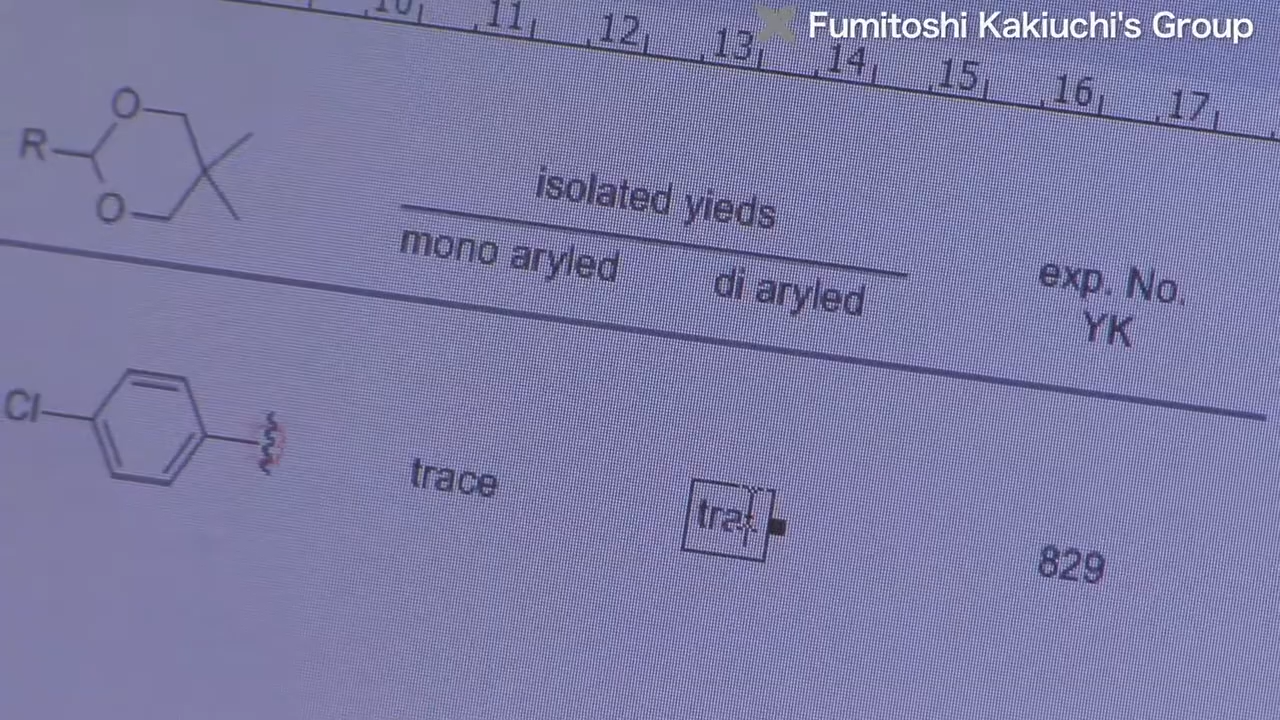 Fumitoshi Kakiuchi's Group
10 11 12 13 14 15 16 17
O
R
O
isolated yieds
mono aryled di aryled
exp. No.
YK
Cl
trace
tra
829